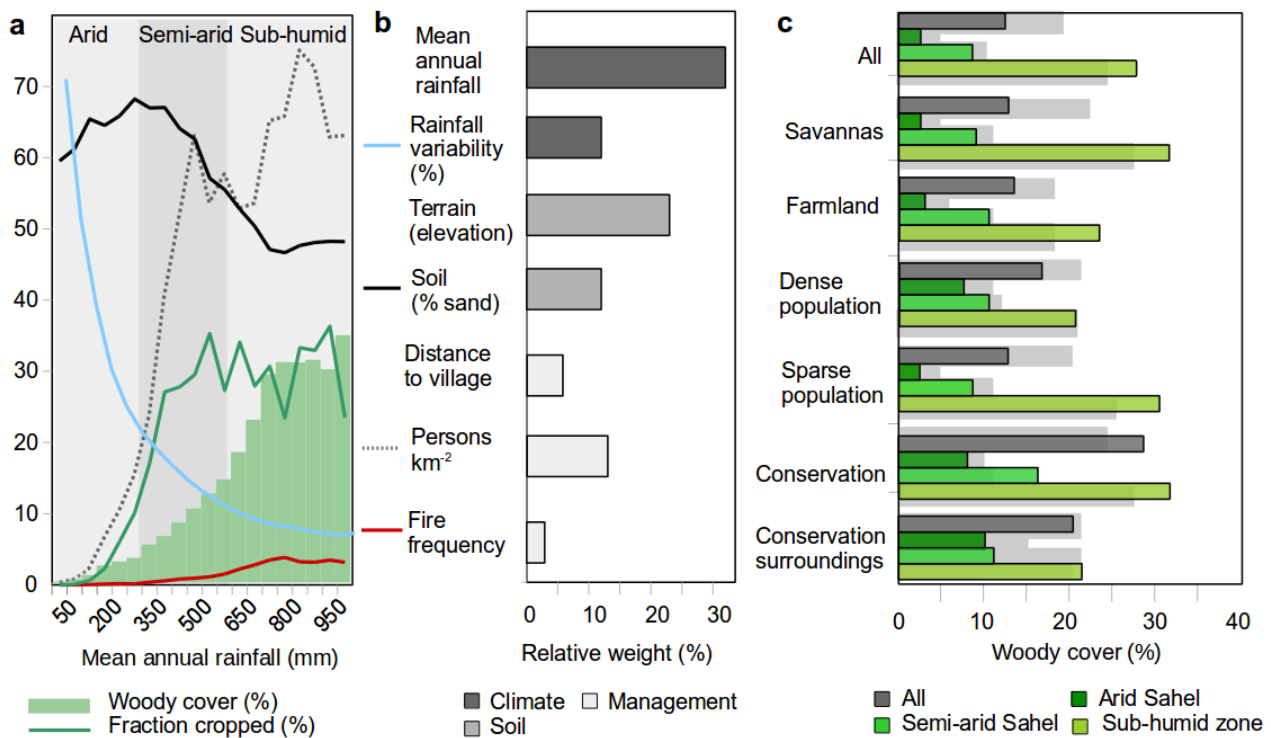 a
Arid
Semi-arid
Sub-humid
70
60
50
40
30
20
10
0
50
200
350
500
650
800
950
Mean annual rainfall (mm)
Woody cover (%)
Fraction cropped (%)
b
Mean
annual
rainfall
Rainfall
variability
(%)
Terrain
(elevation)
Soil
(% sand)
Distance
to village
Persons
km-2
Fire
frequency
0
10
20
30
Relative weight (%)
Climate
Management
Soil
c
All
Savannas
Farmland
Dense
population
Sparse
population
Conservation
Conservation
surroundings
0
10
20
30
40
Woody cover (%)
All
Arid Sahel
Semi-arid Sahel
Sub-humid zone